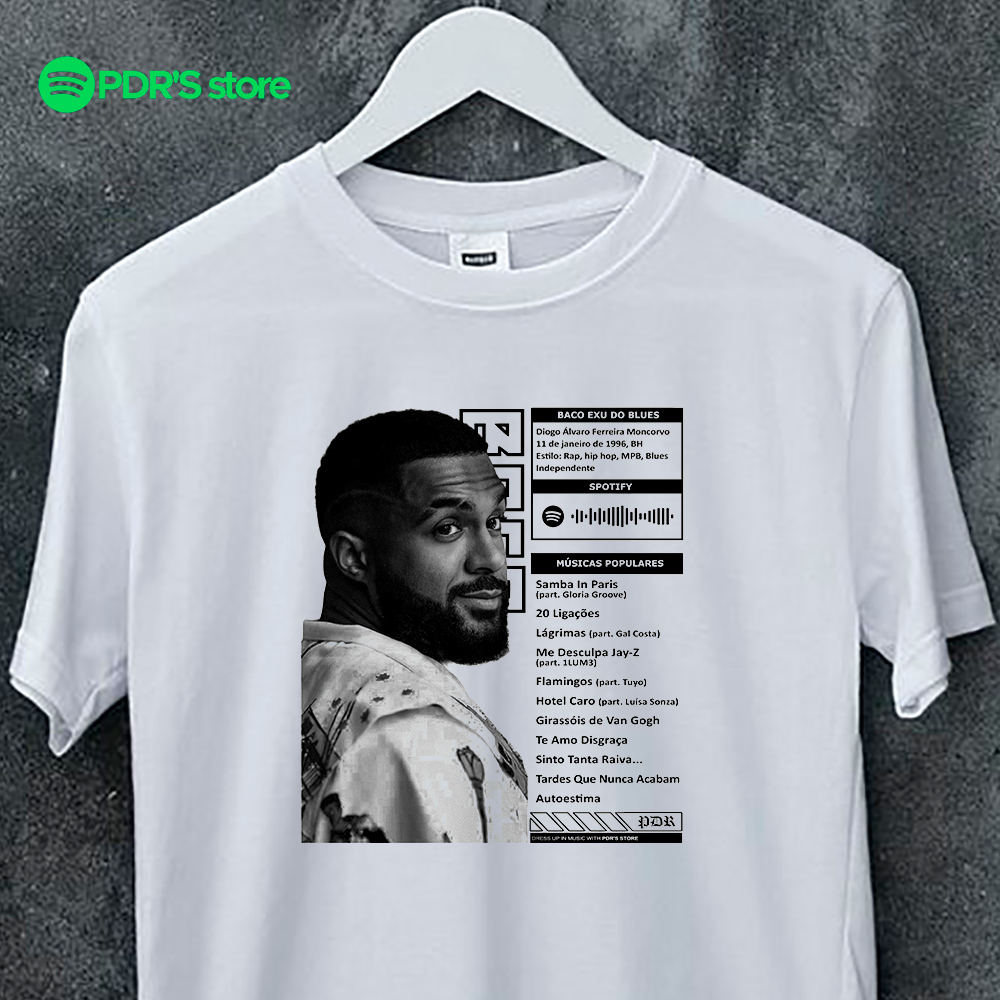 PDR'S store
BACO EXU DO BLUES
Diogo Álvaro Ferreira Moncorvo
11 de janeiro de 1996, BH
Estilo: Rap, hip hop, MPB, Blues
Independente
SPOTIFY
MÚSICAS POPULARES
Samba In Paris
(part. Gloria Groove)
20 Ligações
Lágrimas (part. Gal Costa)
Me Desculpa Jay-Z
(part. 1LUM3)
Flamingos (part. Tuyo)
Hotel Caro (part. Luísa Sonza)
Girassóis de Van Gogh
Te Amo Disgraça
Sinto Tanta Raiva...
Tardes Que Nunca Acabam
Autoestima
PDR
DRESS UP IN MUSIC WITH PDR'S STORE